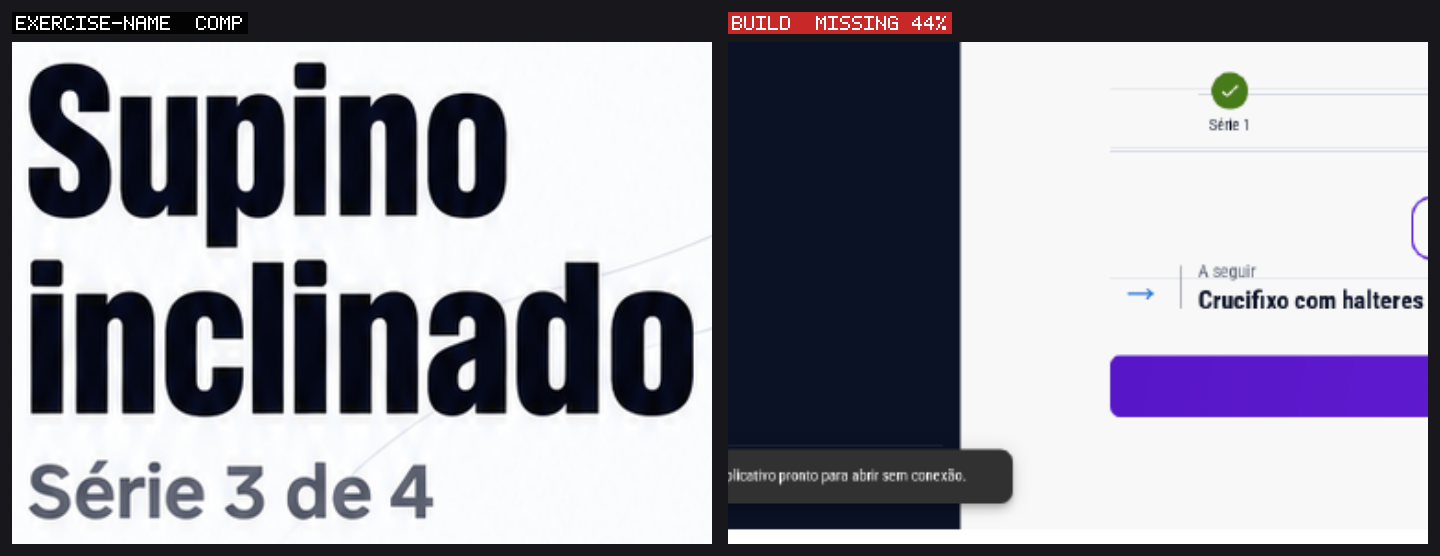 EXERCISE-NAME COMP
Supino
inclinado
Série 3 de 4
BUILD MISSING 44%
Série 1
A seguir
Crucifixo com halteres
plicativo pronto para abrir sem conexão.